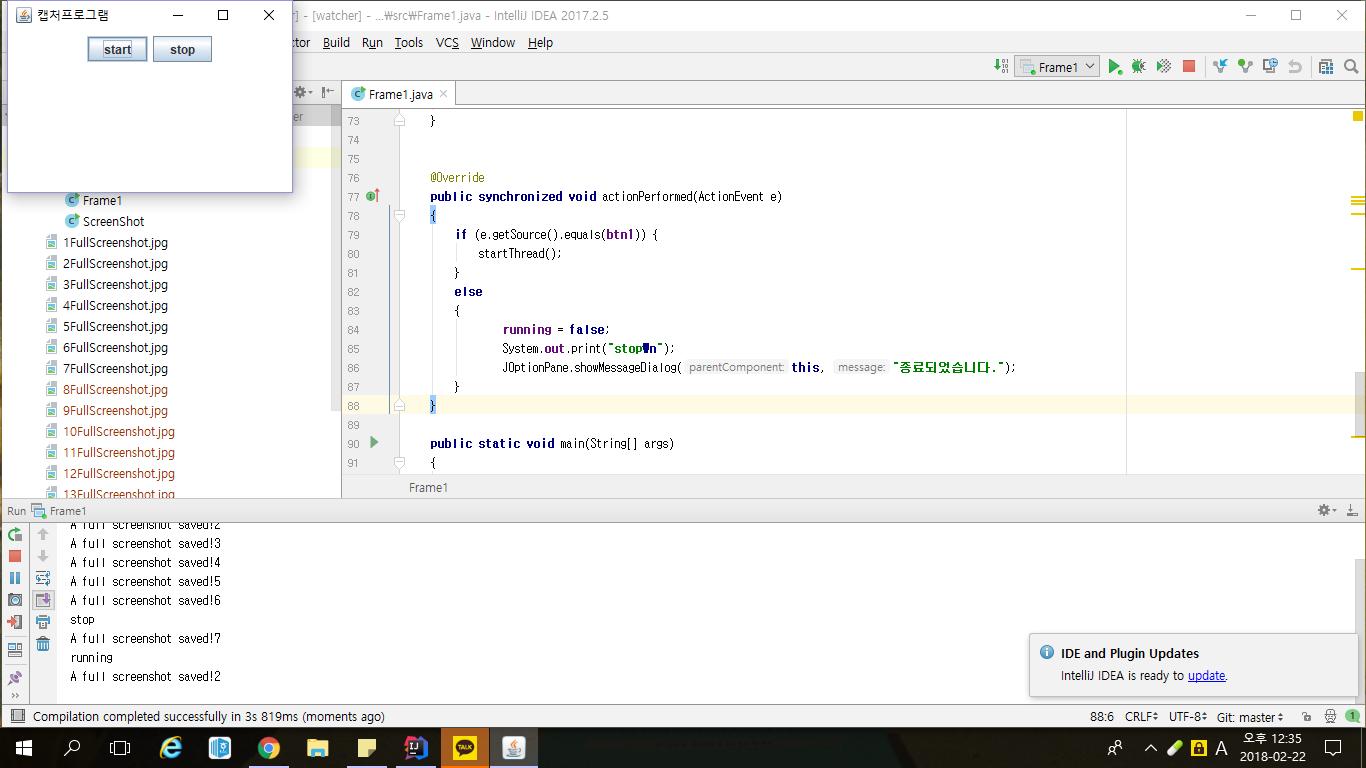 캡처프로그램
] - [watcher] - ...￦src￦Frame1.java - IntelliJ IDEA 2017.2.5
start stop
tor Build Run Tools VCS Window Help
Frame1
Frame1.java
er
Frame1
ScreenShot
1FullScreenshot.jpg
2FullScreenshot.jpg
3FullScreenshot.jpg
4FullScreenshot.jpg
5FullScreenshot.jpg
6FullScreenshot.jpg
7FullScreenshot.jpg
8FullScreenshot.jpg
9FullScreenshot.jpg
10FullScreenshot.jpg
11FullScreenshot.jpg
12FullScreenshot.jpg
13FullScreenshot.jpg
73 }
74
75
76 @Override
77 public synchronized void actionPerformed(ActionEvent e)
78 {
79 if (e.getSource().equals(btn1)) {
80 startThread();
81 }
82 else
83 {
84 running = false;
85 System.out.print("stop￦n");
86 JOptionPane.showMessageDialog( parentComponent: this, message: "종료되었습니다.");
87 }
88 }
89
90 public static void main(String[] args)
91 {
Frame1
Run Frame1
A full screenshot saved!2
A full screenshot saved!3
A full screenshot saved!4
A full screenshot saved!5
A full screenshot saved!6
stop
A full screenshot saved!7
running
A full screenshot saved!2
IDE and Plugin Updates
IntelliJ IDEA is ready to update.
Compilation completed successfully in 3s 819ms (moments ago)
88:6 CRLF UTF-8 Git: master 1
TALK
A
오후 12:35
2018-02-22